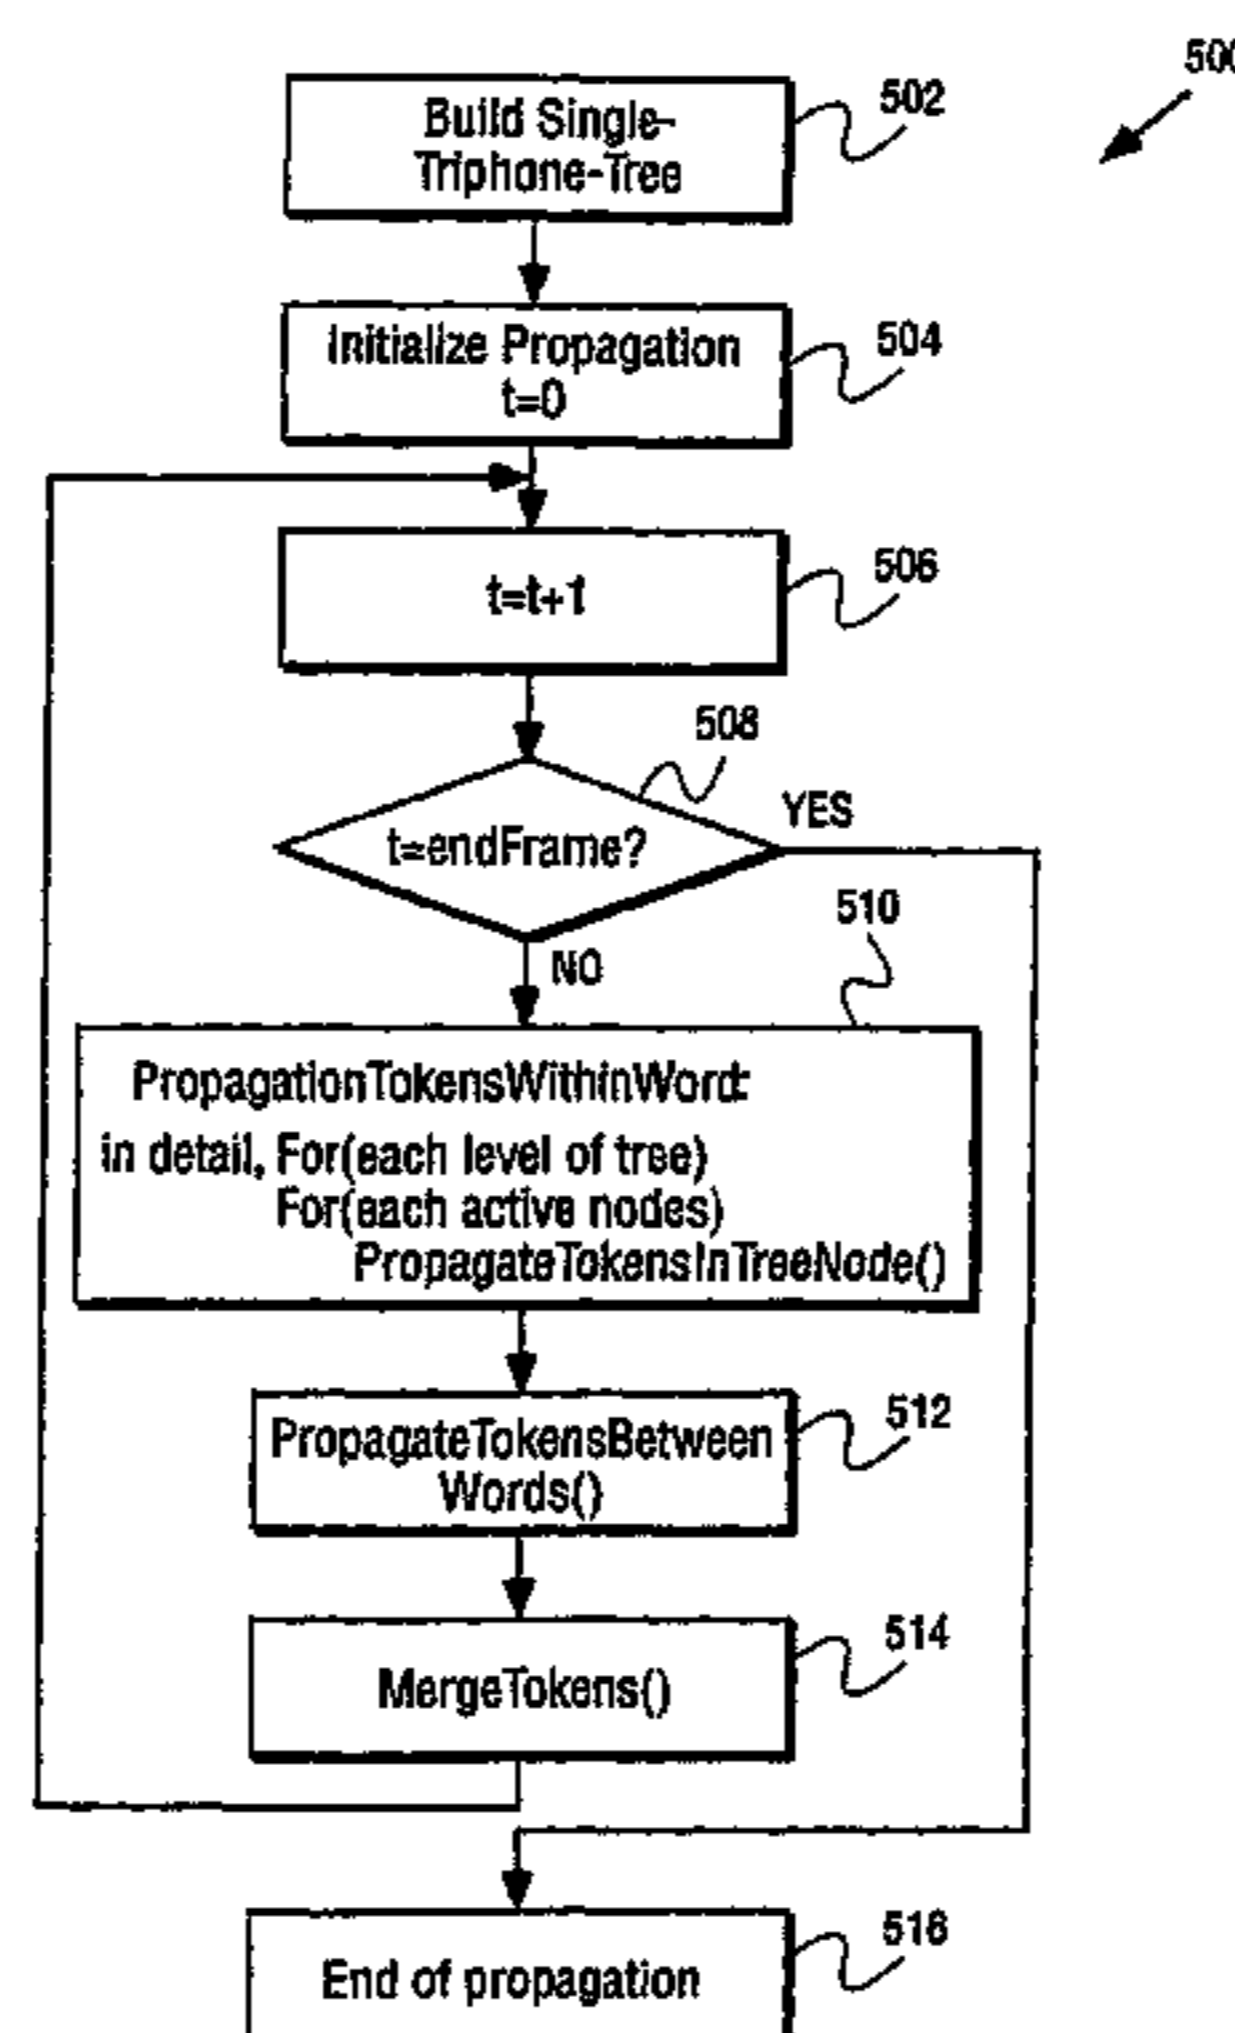 500
Build Single-
Triphone-Tree
502
Initialize Propagation
t=0
504
t=t+1
506
508
t=endFrame?
YES
NO
510
PropagationTokensWithinWord:
in detail, For(each level of tree)
For(each active nodes)
PropagateTokensInTreeNode()
PropagateTokensBetween
Words()
512
MergeTokens()
514
End of propagation
516